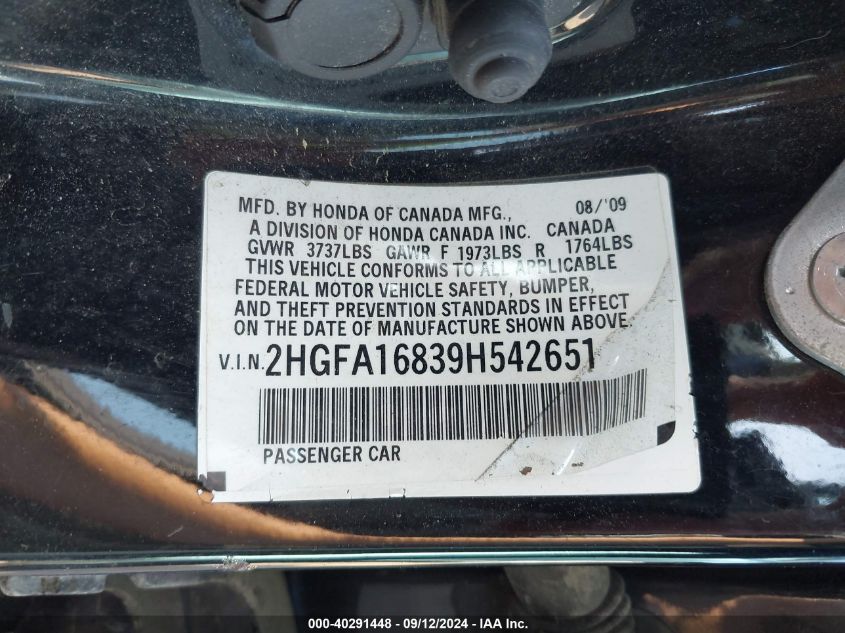 MFD. BY HONDA OF CANADA MFG., 08/'09
A DIVISION OF HONDA CANADA INC. CANADA
GVWR 3737LBS GAWR F 1973LBS R 1764LBS
THIS VEHICLE CONFORMS TO ALL APPLICABLE
FEDERAL MOTOR VEHICLE SAFETY, BUMPER,
AND THEFT PREVENTION STANDARDS IN EFFECT
ON THE DATE OF MANUFACTURE SHOWN ABOVE.
V.I.N. 2HGFA16839H542651
PASSENGER CAR
000-40291448 - 09/12/2024 - IAA Inc.